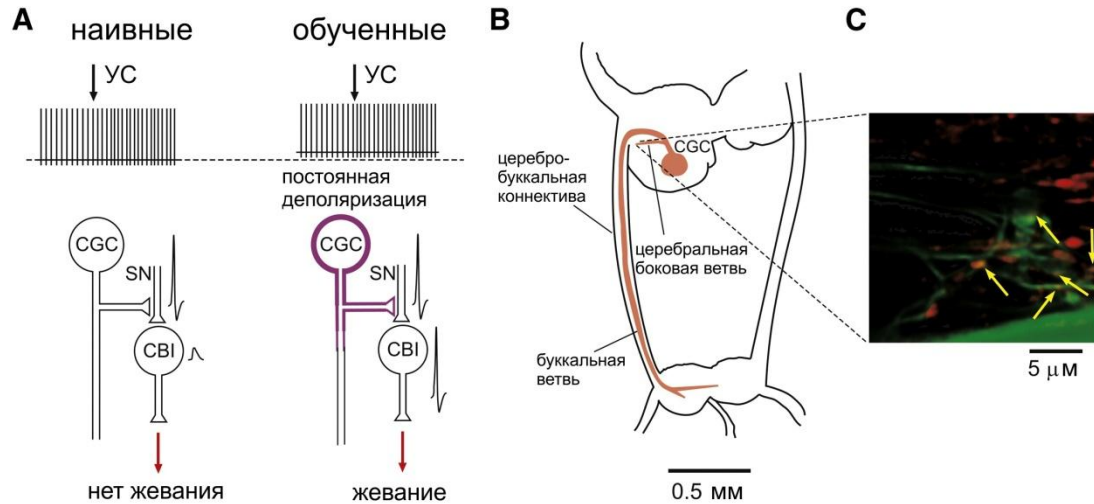 A
наивные
обученные
УС
УС
постоянная
деполяризация
CGC
CGC
SN
SN
CBI
CBI
нет жевания
жевание
B
CGC
церебро-
буккальная
коннектива
церебральная
боковая ветвь
буккальная
ветвь
0.5 мм
C
5 μм